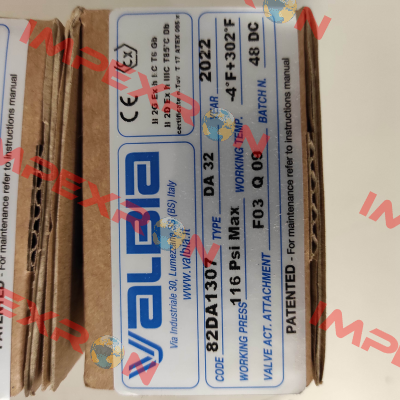 VALBIA
Via Industriale 30, Lumezzane SS (BS) Italy
www.valbia.it
CE Ex
II 2G Ex h IIC T6 Gb
II 2D Ex h IIIC T85°C Db
CODE 82DA1307 TYPE DA 32 2022
WORKING PRESS. 116 Psi Max WORKING TEMP. -4°F+302°F
VALVE ACT. ATTACHMENT F03 Q 09 BATCH N. 48 DC
PATENTED - For maintenance refer to instructions manual
PATENTED - For maintenance refer to instructions manual
IMPEXRON